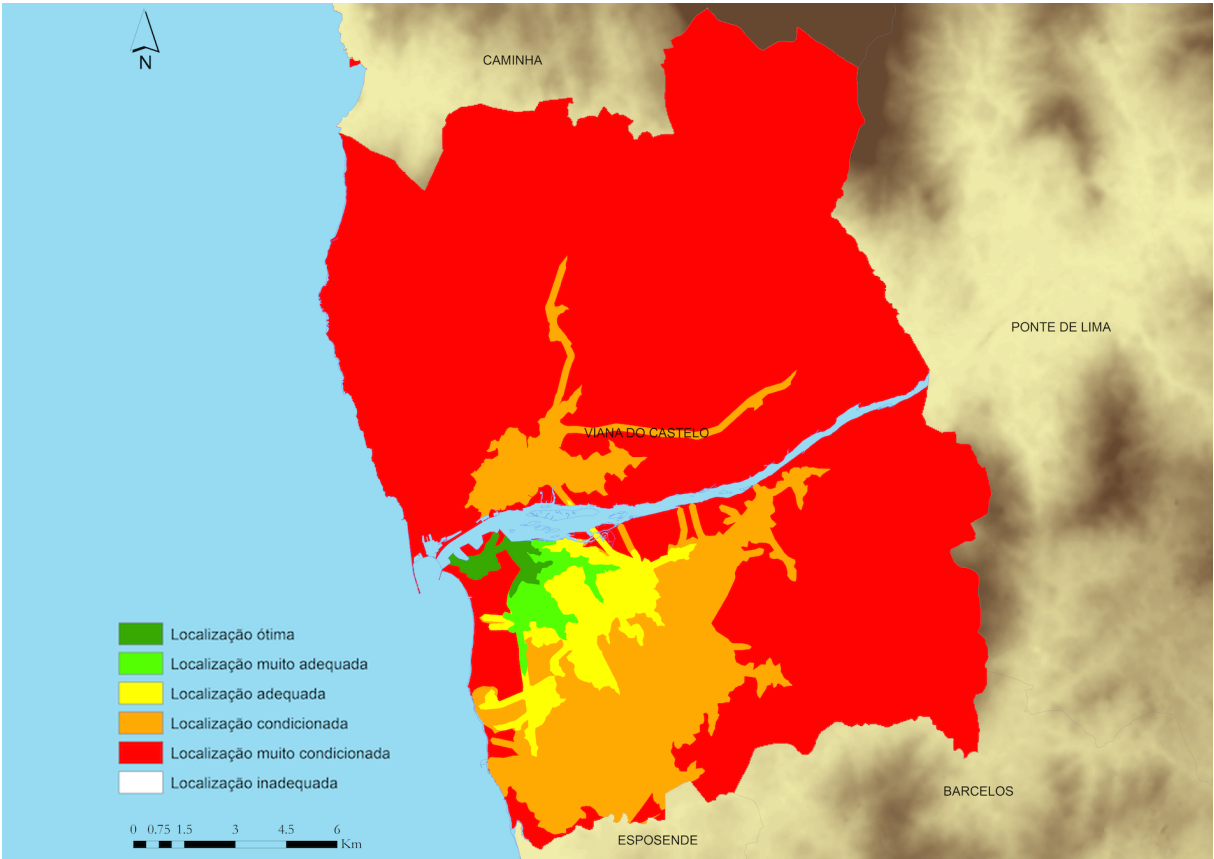 N
CAMINHA
PONTE DE LIMA
VIANA DO CASTELO
Localização ótima
Localização muito adequada
Localização adequada
Localização condicionada
Localização muito condicionada
Localização inadequada
BARCELOS
0 0.75 1.5 3 4.5 6
Km
ESPOSENDE